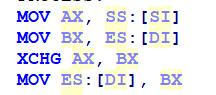 MOV AX, SS:[SI]
MOV BX, ES:[DI]
XCHG AX, BX
MOV ES:[DI], BX